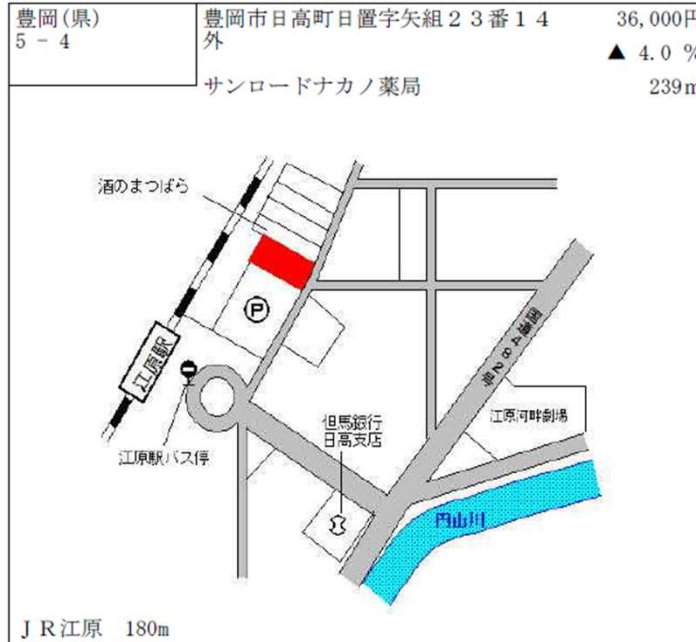 豊岡(県)
5 - 4
豊岡市日高町日置字矢組２３番１４
外
サンロードナカノ薬局
36,000円
▲ 4.0 %
239㎡
酒のまつばら
P
江原駅
江原駅バス停
但馬銀行
日高支店
国道482号
江原河畔劇場
円山川
ＪＲ江原　180m